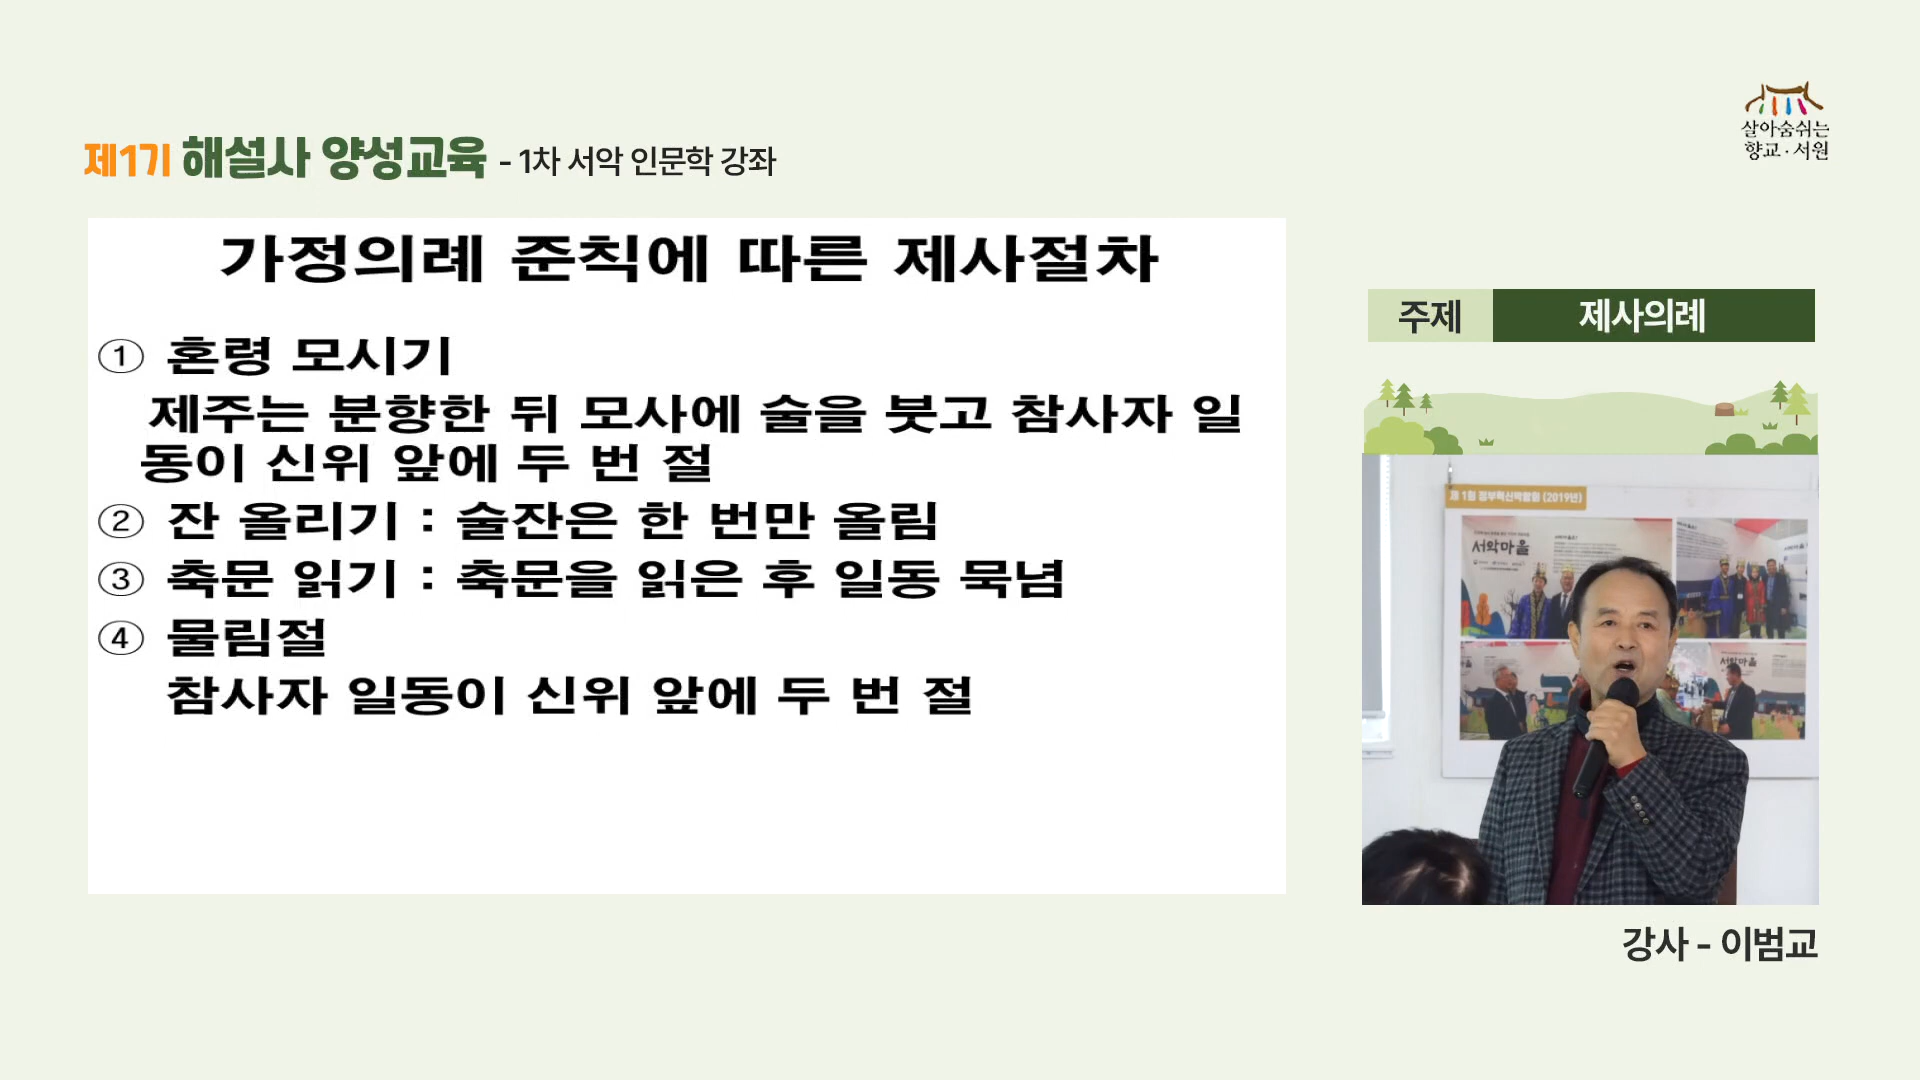 살아숨쉬는
향교·서원
제1기 해설사 양성교육 - 1차 서악 인문학 강좌
가정의례 준칙에 따른 제사절차
① 혼령 모시기
제주는 분향한 뒤 모사에 술을 붓고 참사자 일
동이 신위 앞에 두 번 절
② 잔 올리기 : 술잔은 한 번만 올림
③ 축문 읽기 : 축문을 읽은 후 일동 묵념
④ 물림절
참사자 일동이 신위 앞에 두 번 절
주제 제사의례
제 1회 정부혁신박람회 (2019년)
서악마을
서악마을
강사 - 이범교